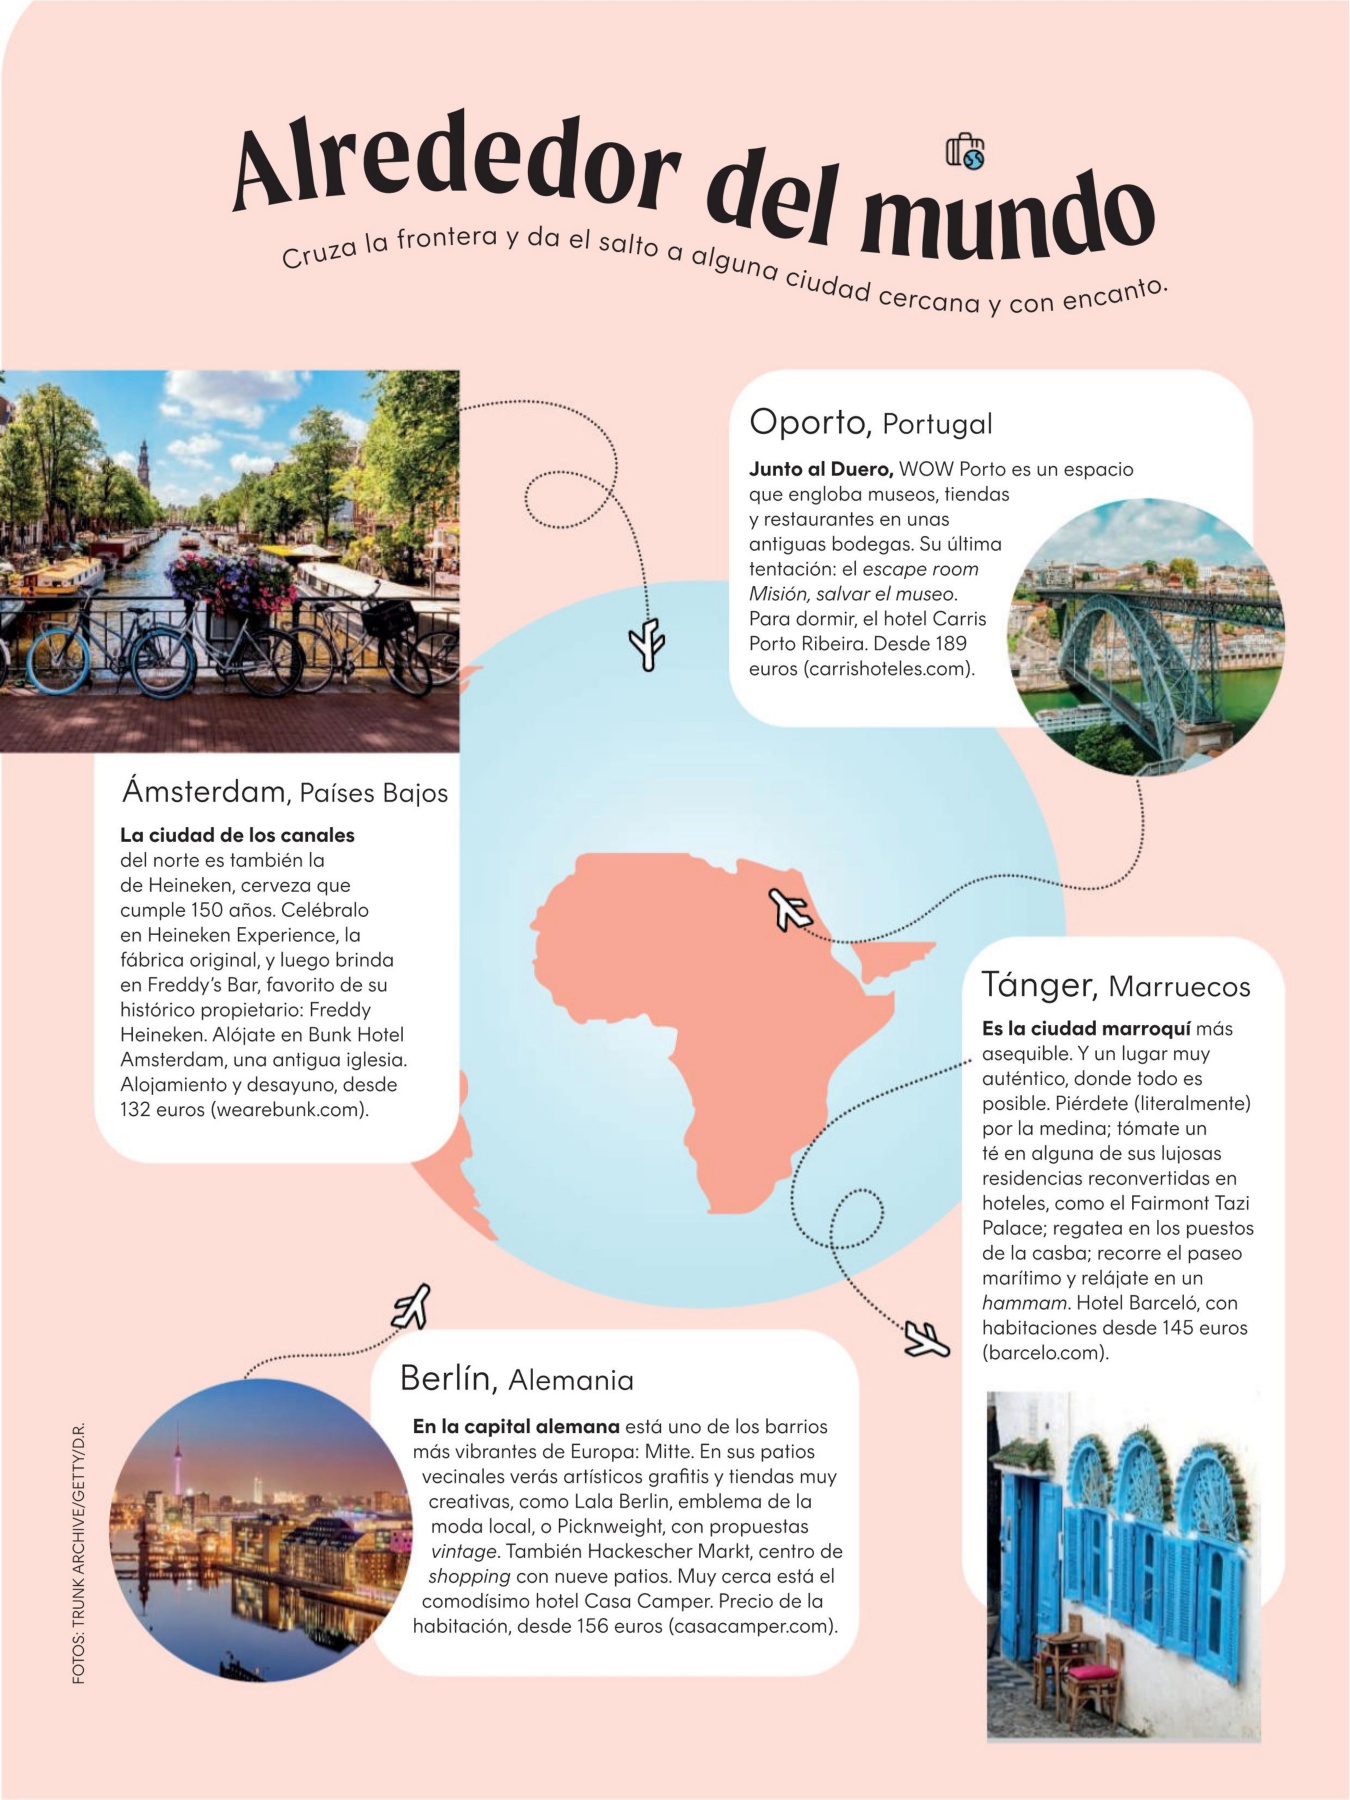 Alrededor del mundo
Cruza la frontera y da el salto a alguna ciudad cercana y con encanto.
Oporto, Portugal
Junto al Duero, WOW Porto es un espacio
que engloba museos, tiendas
y restaurantes en unas
antiguas bodegas. Su última
tentación: el escape room
Misión, salvar el museo.
Para dormir, el hotel Carris
Porto Ribeira. Desde 189
euros (carrishoteles.com).
Ámsterdam, Países Bajos
La ciudad de los canales
del norte es también la
de Heineken, cerveza que
cumple 150 años. Celébralo
en Heineken Experience, la
fábrica original, y luego brinda
en Freddy's Bar, favorito de su
histórico propietario: Freddy
Heineken. Alójate en Bunk Hotel
Amsterdam, una antigua iglesia.
Alojamiento y desayuno, desde
132 euros (wearebunk.com).
Tánger, Marruecos
Es la ciudad marroquí más
asequible. Y un lugar muy
auténtico, donde todo es
posible. Piérdete (literalmente)
por la medina; tómate un
té en alguna de sus lujosas
residencias reconvertidas en
hoteles, como el Fairmont Tazi
Palace; regatea en los puestos
de la casba; recorre el paseo
marítimo y relájate en un
hammam. Hotel Barceló, con
habitaciones desde 145 euros
(barcelo.com).
Berlín, Alemania
En la capital alemana está uno de los barrios
más vibrantes de Europa: Mitte. En sus patios
vecinales verás artísticos grafitis y tiendas muy
creativas, como Lala Berlin, emblema de la
moda local, o Picknweight, con propuestas
vintage. También Hackescher Markt, centro de
shopping con nueve patios. Muy cerca está el
comodísimo hotel Casa Camper. Precio de la
habitación, desde 156 euros (casacamper.com).
FOTOS: TRUNK ARCHIVE/GETTY/D.R.